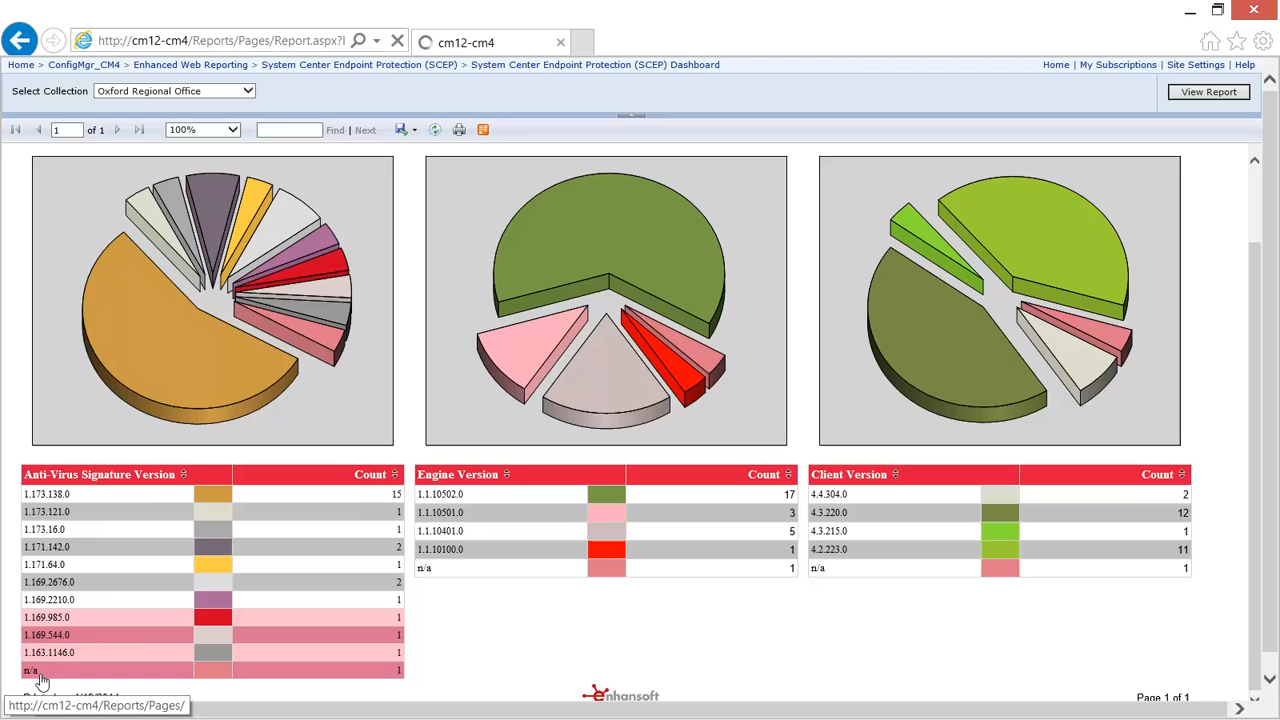 http://cm12-cm4/Reports/Pages/Report.aspx?I
cm12-cm4
Home > ConfigMgr_CM4 > Enhanced Web Reporting > System Center Endpoint Protection (SCEP) > System Center Endpoint Protection (SCEP) Dashboard
Home | My Subscriptions | Site Settings | Help
Select Collection Oxford Regional Office View Report
1 of 1 100% Find | Next
Anti-Virus Signature Version Count
1.173.138.0 15
1.173.121.0 1
1.173.16.0 1
1.171.142.0 2
1.171.64.0 1
1.169.2676.0 2
1.169.2210.0 1
1.169.985.0 1
1.169.544.0 1
1.163.1146.0 1
n/a 1
Engine Version Count
1.1.10502.0 17
1.1.10501.0 3
1.1.10401.0 5
1.1.10100.0 1
n/a 1
Client Version Count
4.4.304.0 2
4.3.220.0 12
4.3.215.0 1
4.2.223.0 11
n/a 1
enhansoft
Page 1 of 1
http://cm12-cm4/Reports/Pages/